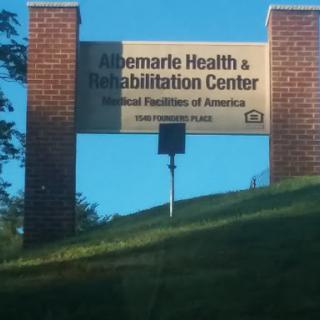 Albemarle Health &
Rehabilitation Center
Medical Facilities of America
1540 FOUNDERS PLACE